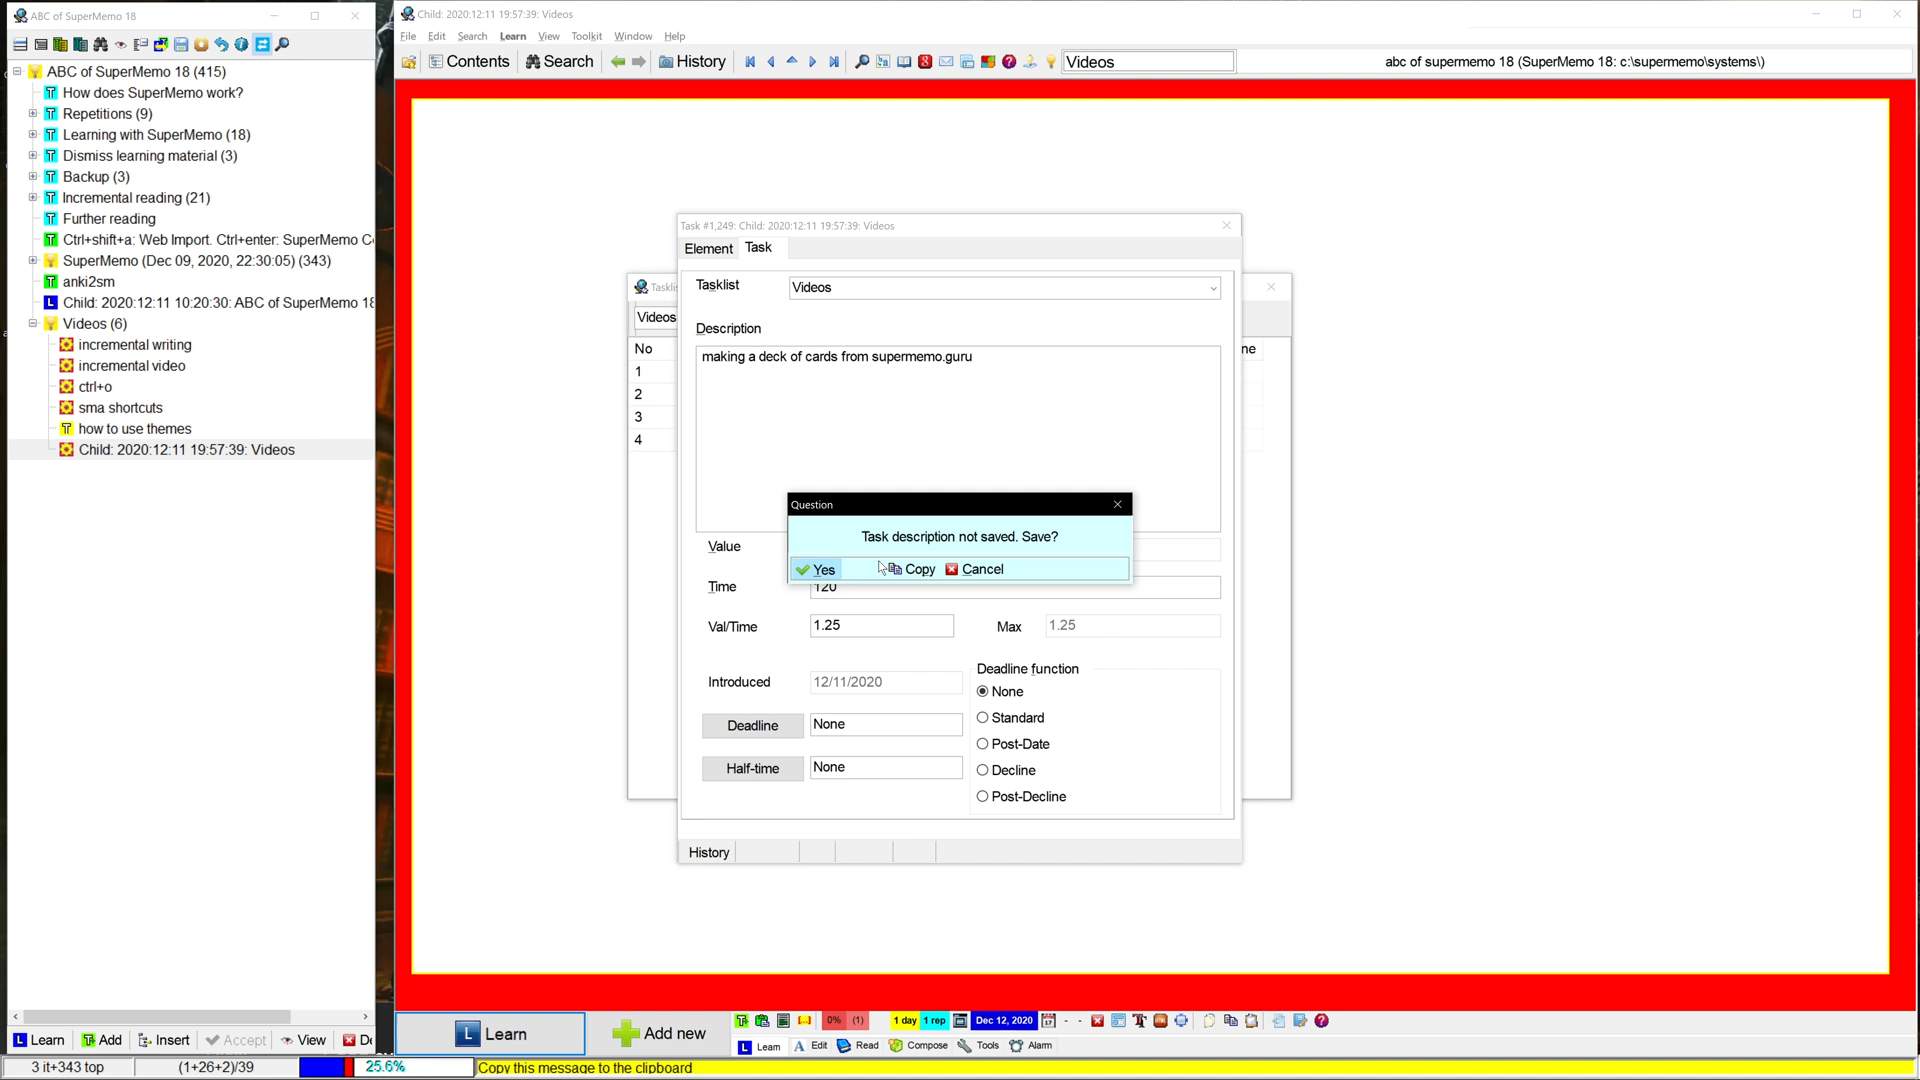 ABC of SuperMemo 18
Child: 2020:12:11 19:57:39: Videos
File Edit Search Learn View Toolkit Window Help
Contents Search History Videos abc of supermemo 18 (SuperMemo 18: c:\supermemo\systems\)
ABC of SuperMemo 18 (415)
How does SuperMemo work?
Repetitions (9)
Learning with SuperMemo (18)
Dismiss learning material (3)
Backup (3)
Incremental reading (21)
Further reading
Ctrl+shift+a: Web Import. Ctrl+enter: SuperMemo C
SuperMemo (Dec 09, 2020, 22:30:05) (343)
anki2sm
Child: 2020:12:11 10:20:30: ABC of SuperMemo 18
Videos (6)
incremental writing
incremental video
ctrl+o
sma shortcuts
how to use themes
Child: 2020:12:11 19:57:39: Videos
Task #1,249: Child: 2020:12:11 19:57:39: Videos
Element Task
Tasklist Videos
Description
making a deck of cards from supermemo.guru
Videos
No
ne
1
2
3
4
Question
Task description not saved. Save?
Yes Copy Cancel
Value
Time 120
Val/Time 1.25 Max 1.25
Introduced 12/11/2020
Deadline None
Half-time None
Deadline function
None
Standard
Post-Date
Decline
Post-Decline
History
Learn Add Insert Accept View De
3 it+343 top (1+26+2)/39 25.6% Copy this message to the clipboard
Learn Add new
0% (1) 1 day 1 rep Dec 12, 2020 - -
Learn Edit Read Compose Tools Alarm